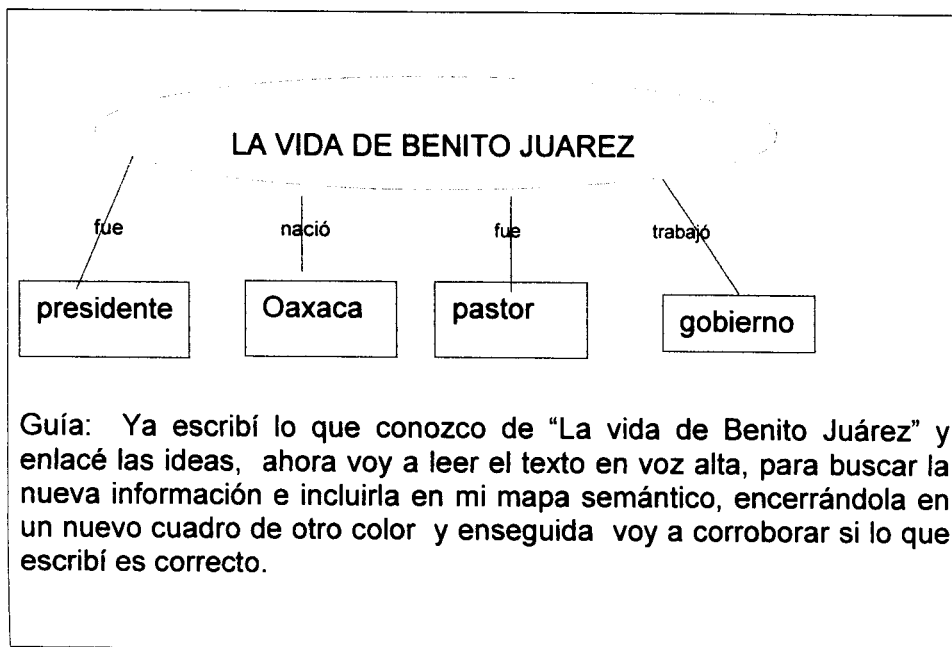 LA VIDA DE BENITO JUAREZ
fue nació fue trabajó
presidente Oaxaca pastor gobierno
Guía: Ya escribí lo que conozco de “La vida de Benito Juárez” y
enlacé las ideas, ahora voy a leer el texto en voz alta, para buscar la
nueva información e incluirla en mi mapa semántico, encerrándola en
un nuevo cuadro de otro color y enseguida voy a corroborar si lo que
escribí es correcto.